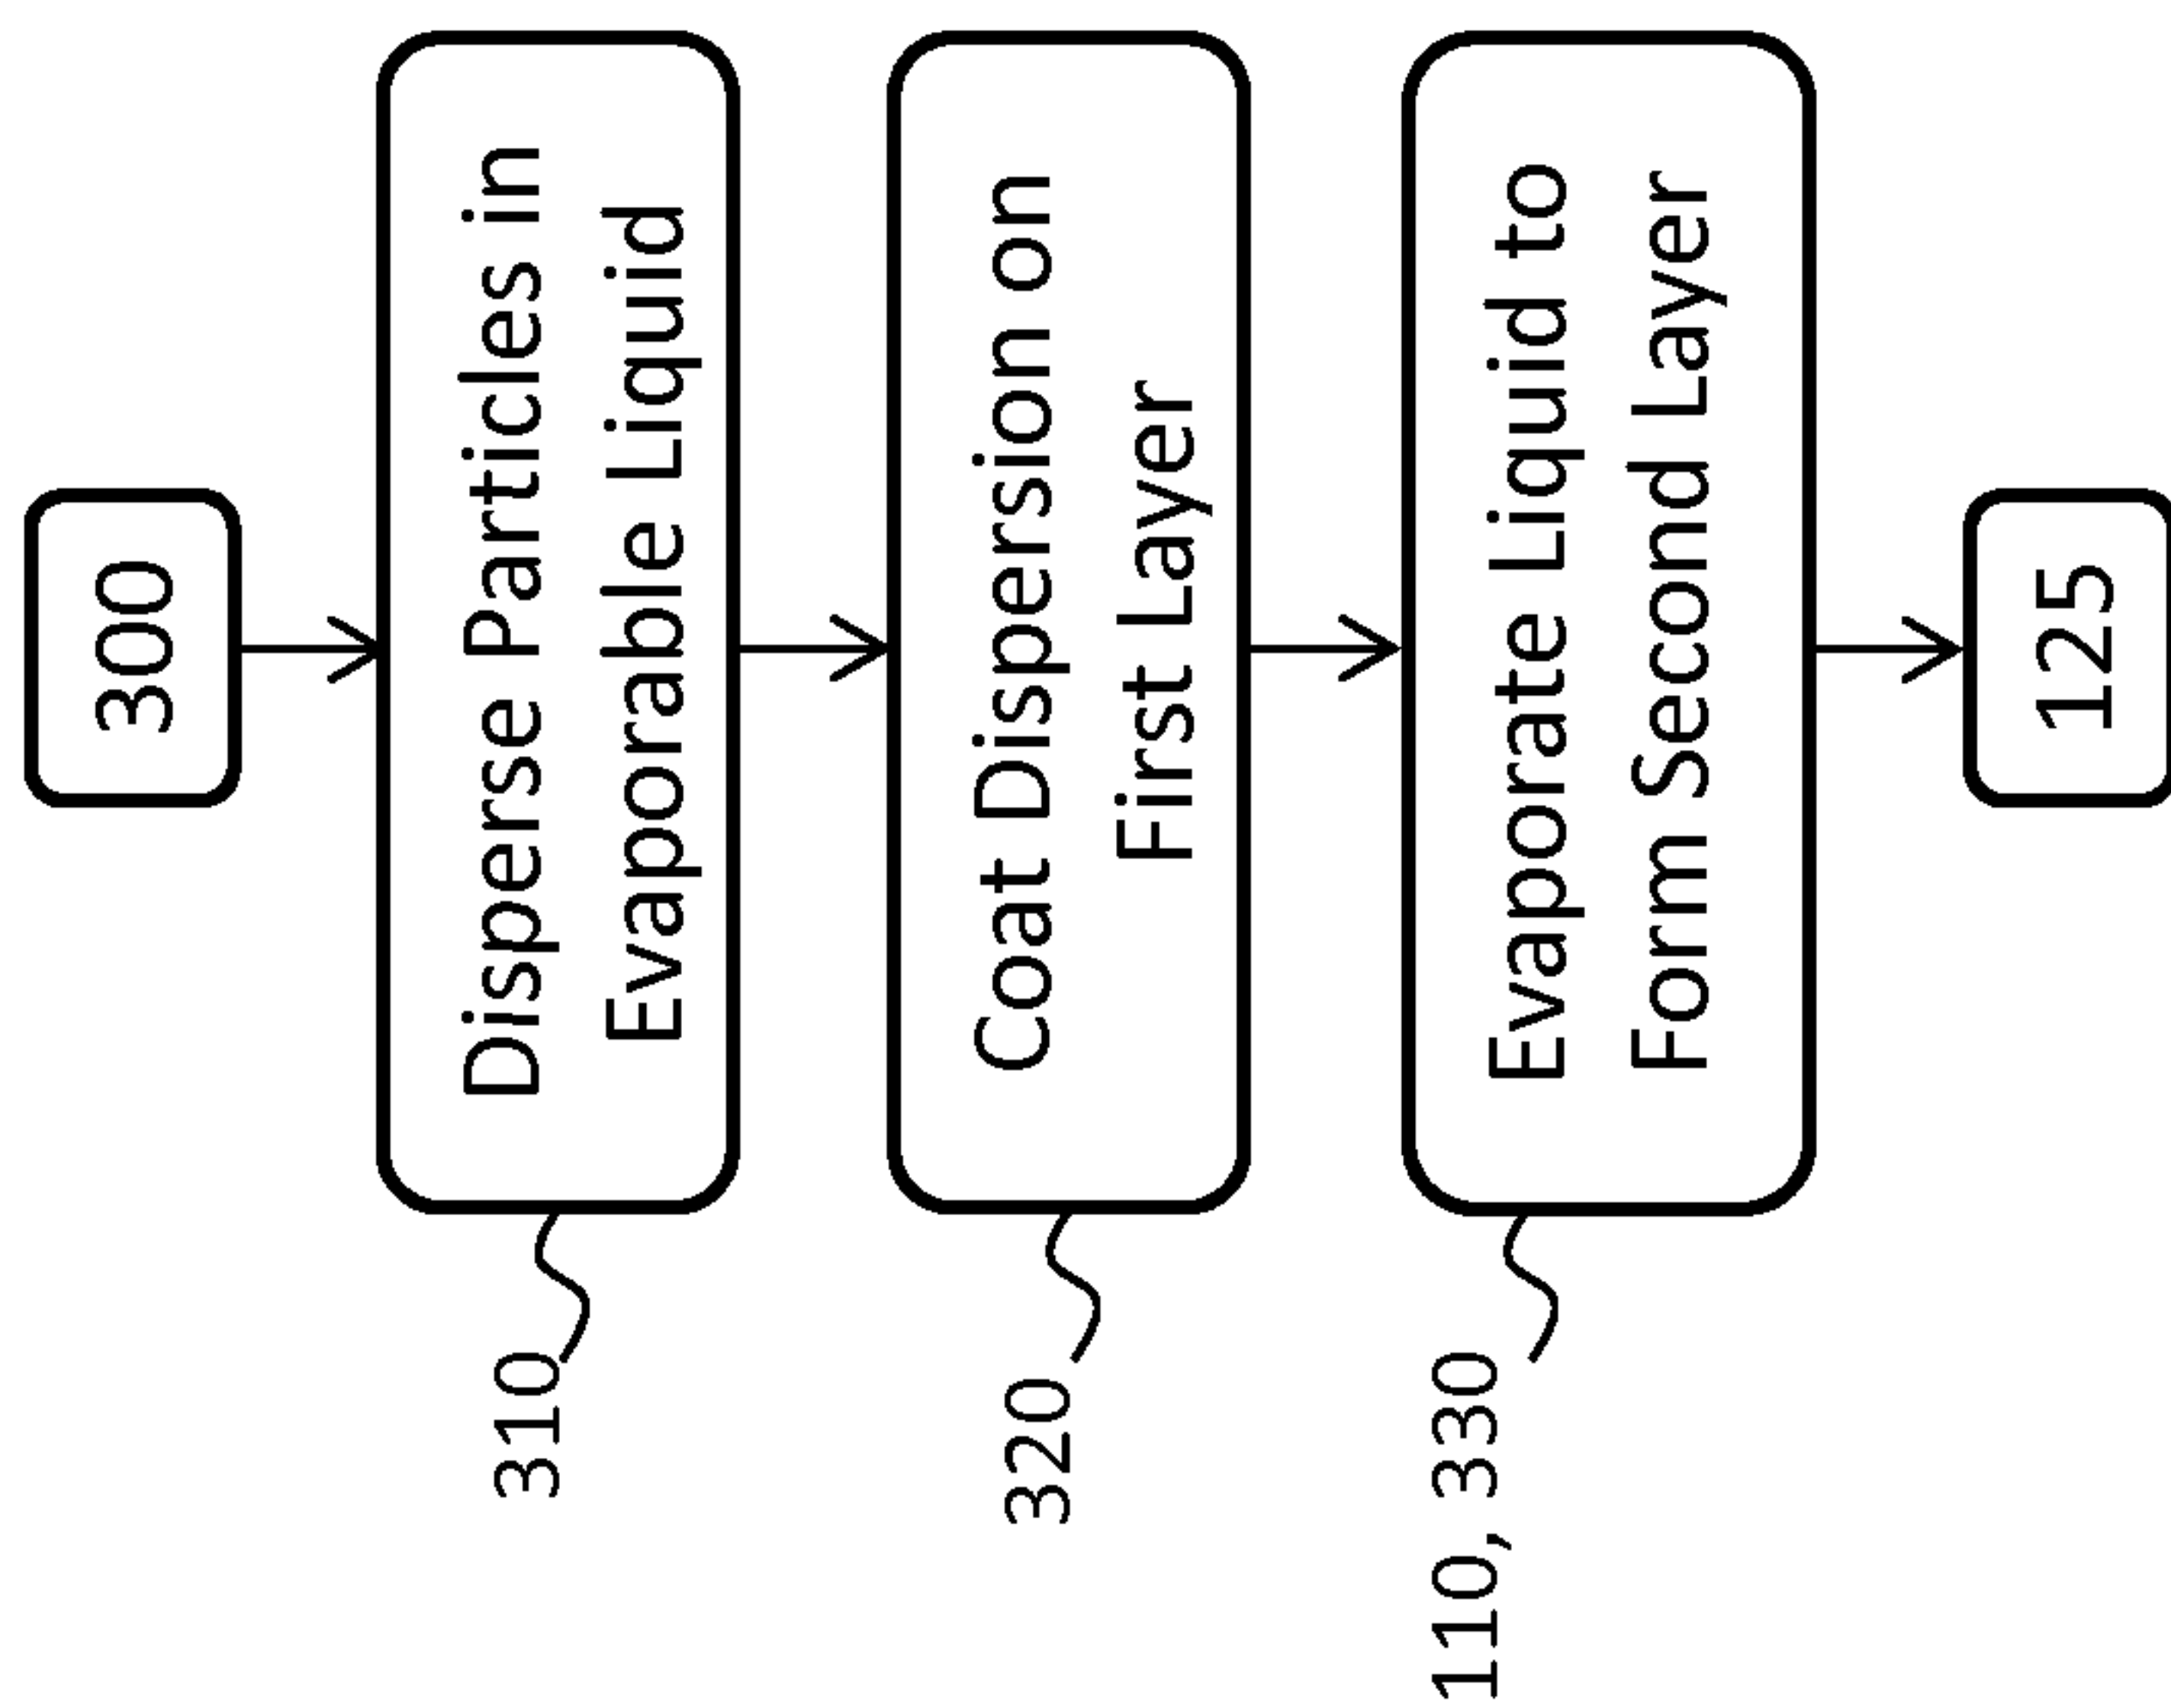 300
310
Disperse Particles in
Evaporable Liquid
320
Coat Dispersion on
First Layer
110, 330
Evaporate Liquid to
Form Second Layer
125